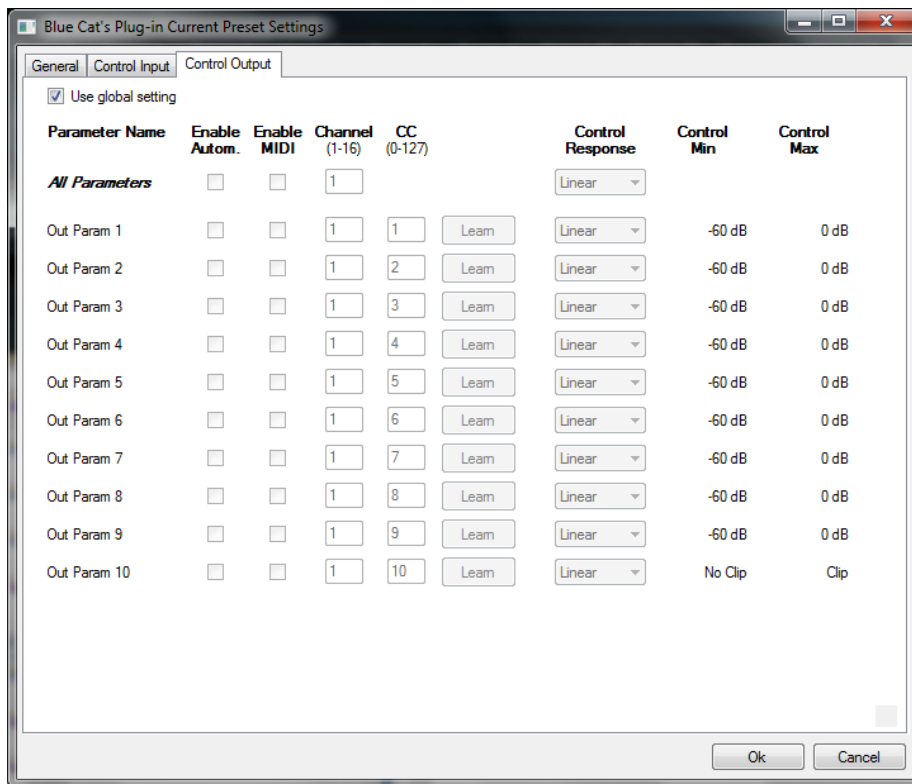 Blue Cat's Plug-in Current Preset Settings
General Control Input Control Output
Use global setting
Parameter Name Enable Autom. Enable MIDI Channel (1-16) CC (0-127) Control Response Control Min Control Max
All Parameters 1 Linear
Out Param 1 1 1 Learn Linear -60 dB 0 dB
Out Param 2 1 2 Learn Linear -60 dB 0 dB
Out Param 3 1 3 Learn Linear -60 dB 0 dB
Out Param 4 1 4 Learn Linear -60 dB 0 dB
Out Param 5 1 5 Learn Linear -60 dB 0 dB
Out Param 6 1 6 Learn Linear -60 dB 0 dB
Out Param 7 1 7 Learn Linear -60 dB 0 dB
Out Param 8 1 8 Learn Linear -60 dB 0 dB
Out Param 9 1 9 Learn Linear -60 dB 0 dB
Out Param 10 1 10 Learn Linear No Clip Clip
Ok Cancel